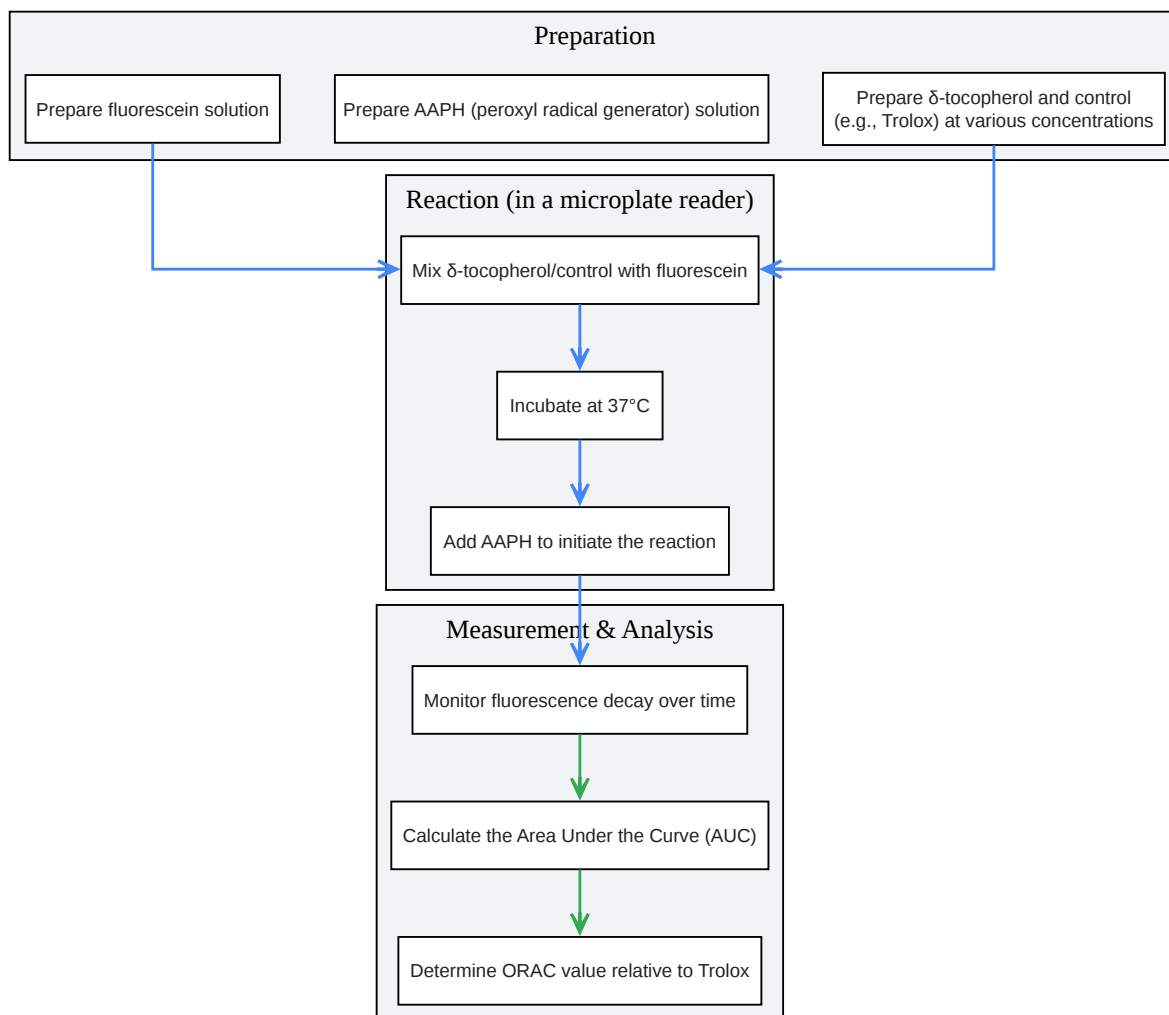 Preparation
Prepare fluorescein solution
Prepare AAPH (peroxyl radical generator) solution
Prepare δ-tocopherol and control
(e.g., Trolox) at various concentrations
Reaction (in a microplate reader)
Mix δ-tocopherol/control with fluorescein
Incubate at 37°C
Add AAPH to initiate the reaction
Measurement & Analysis
Monitor fluorescence decay over time
Calculate the Area Under the Curve (AUC)
Determine ORAC value relative to Trolox